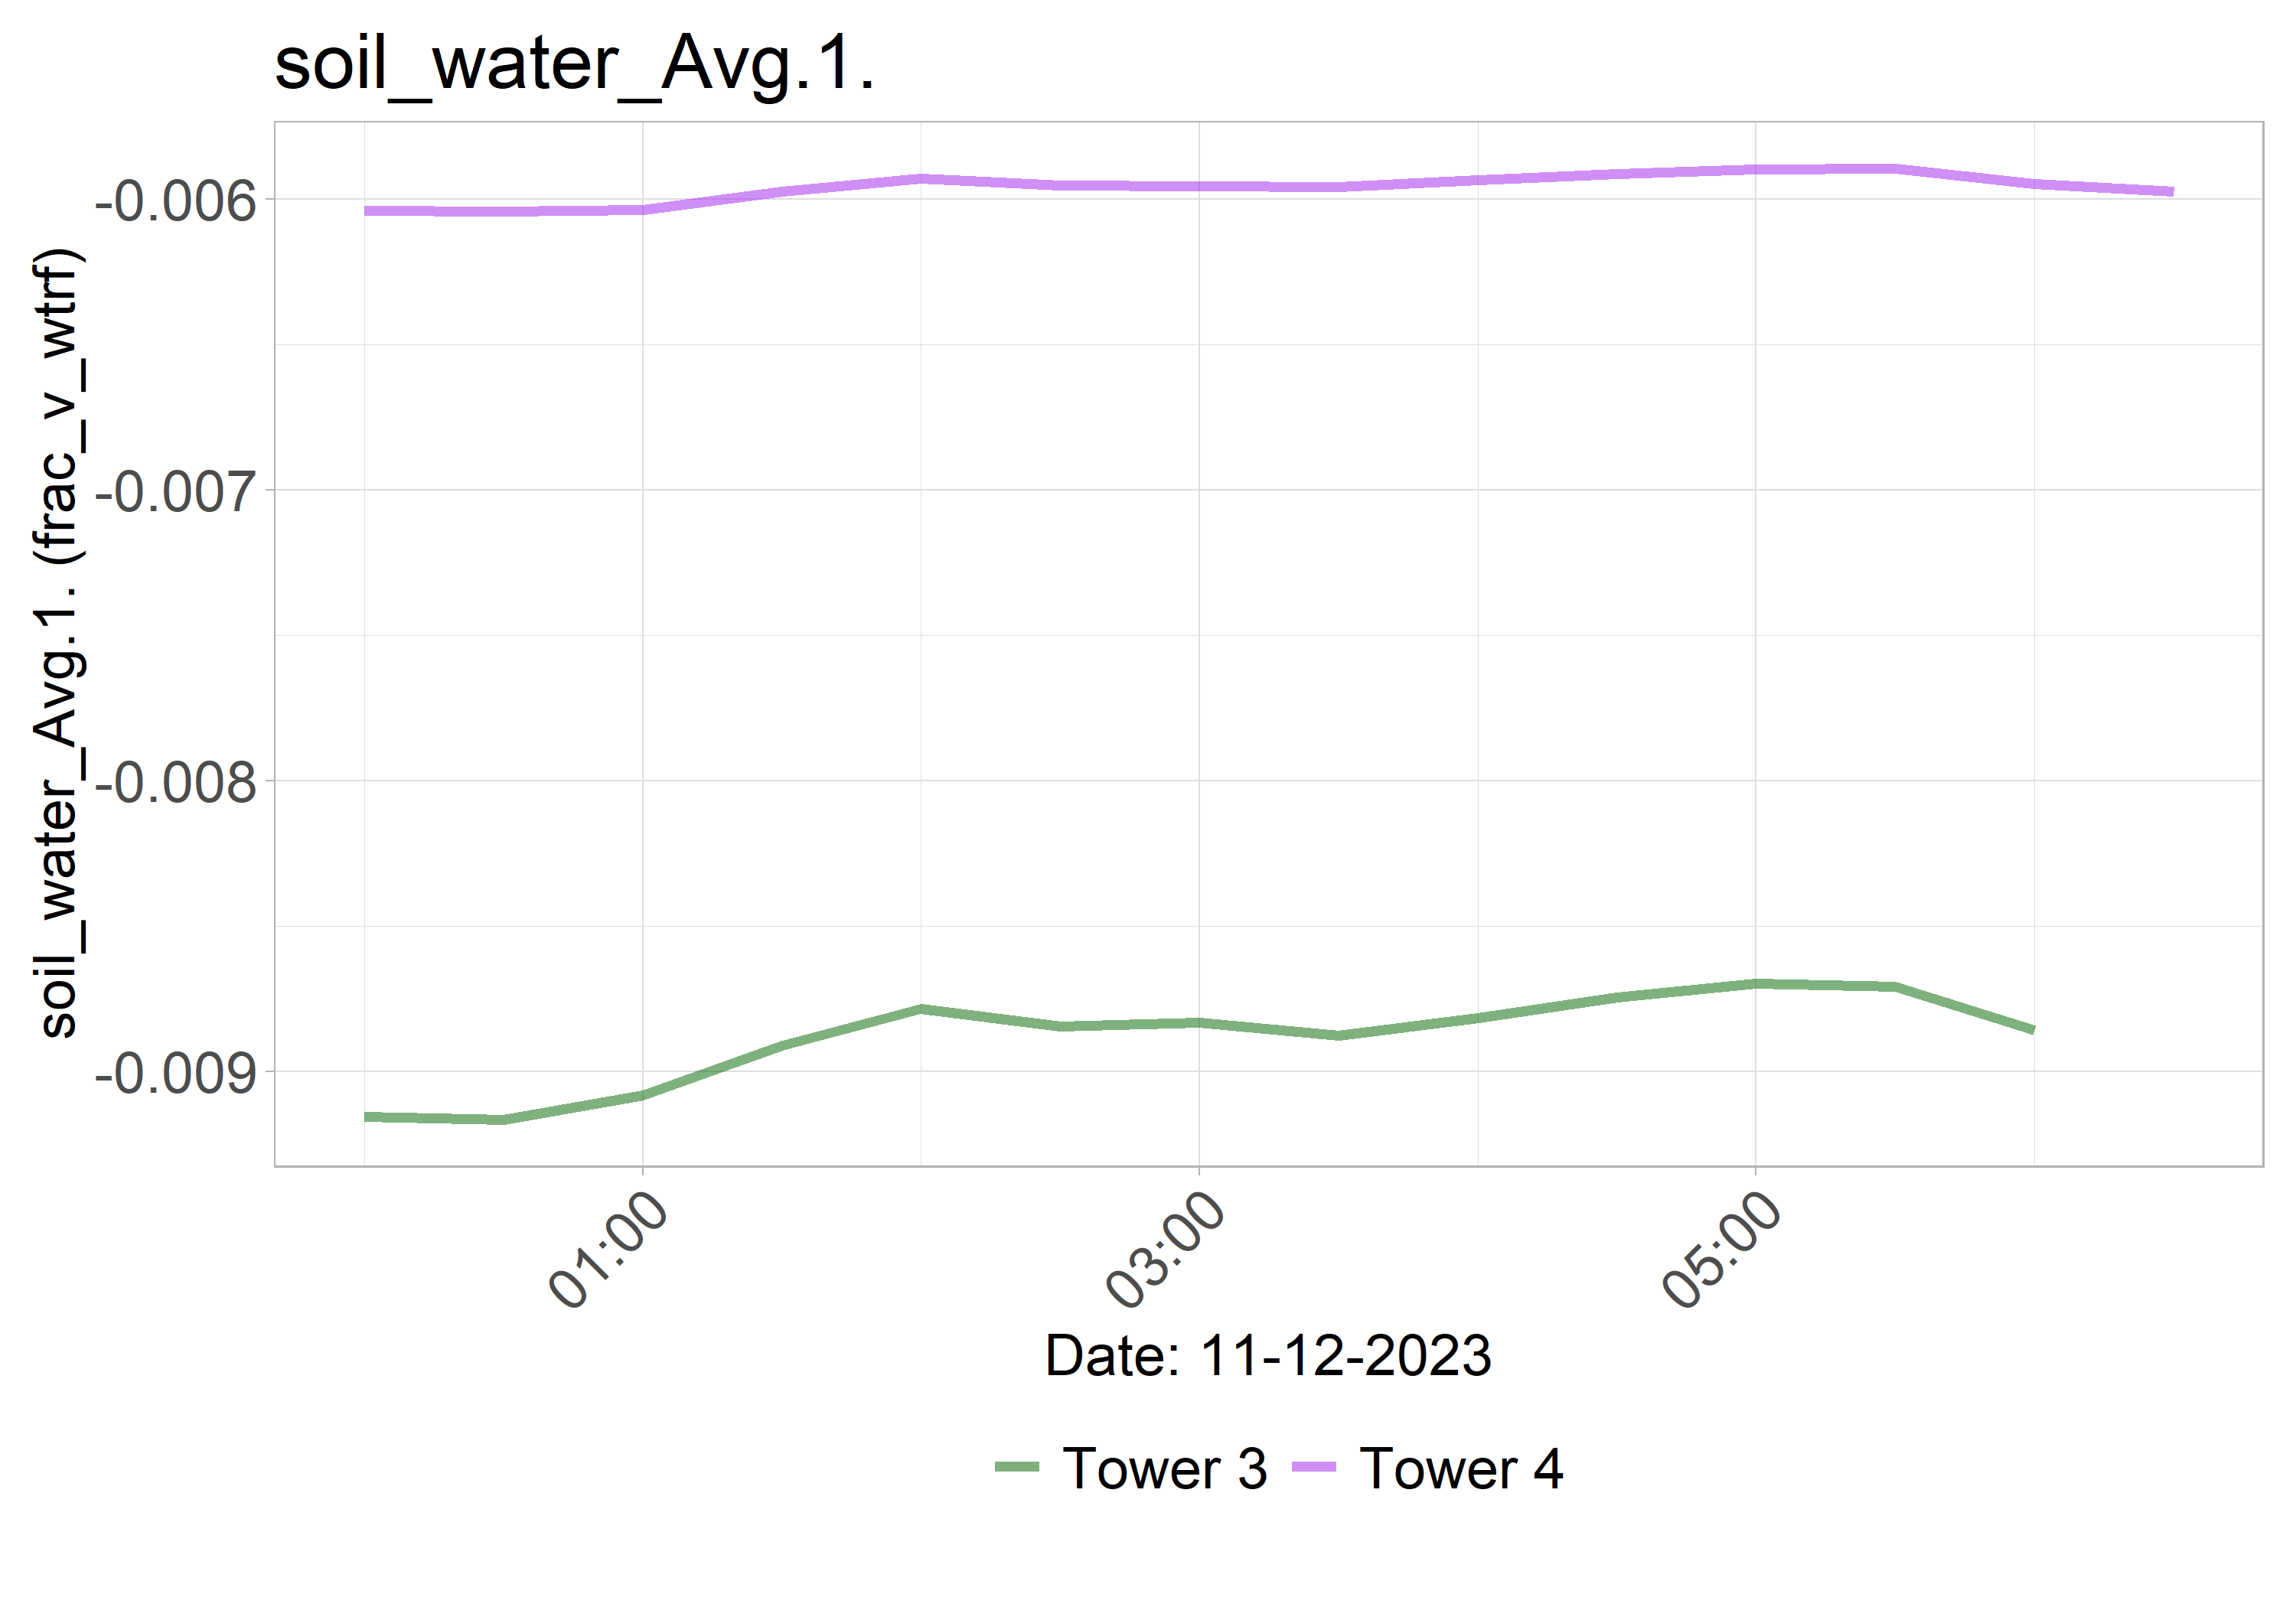 soil_water_Avg.1.
soil_water_Avg.1. (frac_v_wtrf)
-0.006
-0.007
-0.008
-0.009
01:00
03:00
05:00
Date: 11-12-2023
Tower 3
Tower 4